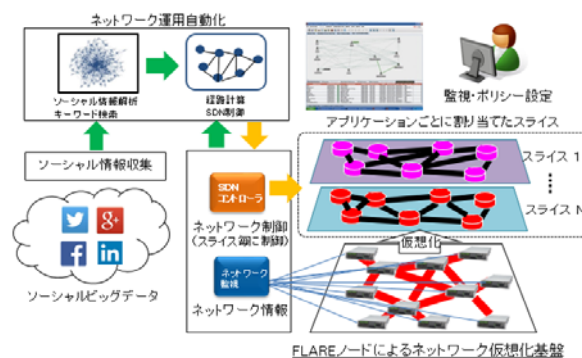 ネットワーク運用自動化
ソーシャル情報解析
キーワード検索
経路計算
SDN制御
監視・ポリシー設定
アプリケーションごとに割り当てたスライス
ソーシャル情報収集
スライス 1
スライス N
SDN
コントローラ
ネットワーク制御
(スライス毎に制御)
仮想化
ネットワーク
監視
ネットワーク情報
ソーシャルビッグデータ
FLAREノードによるネットワーク仮想化基盤